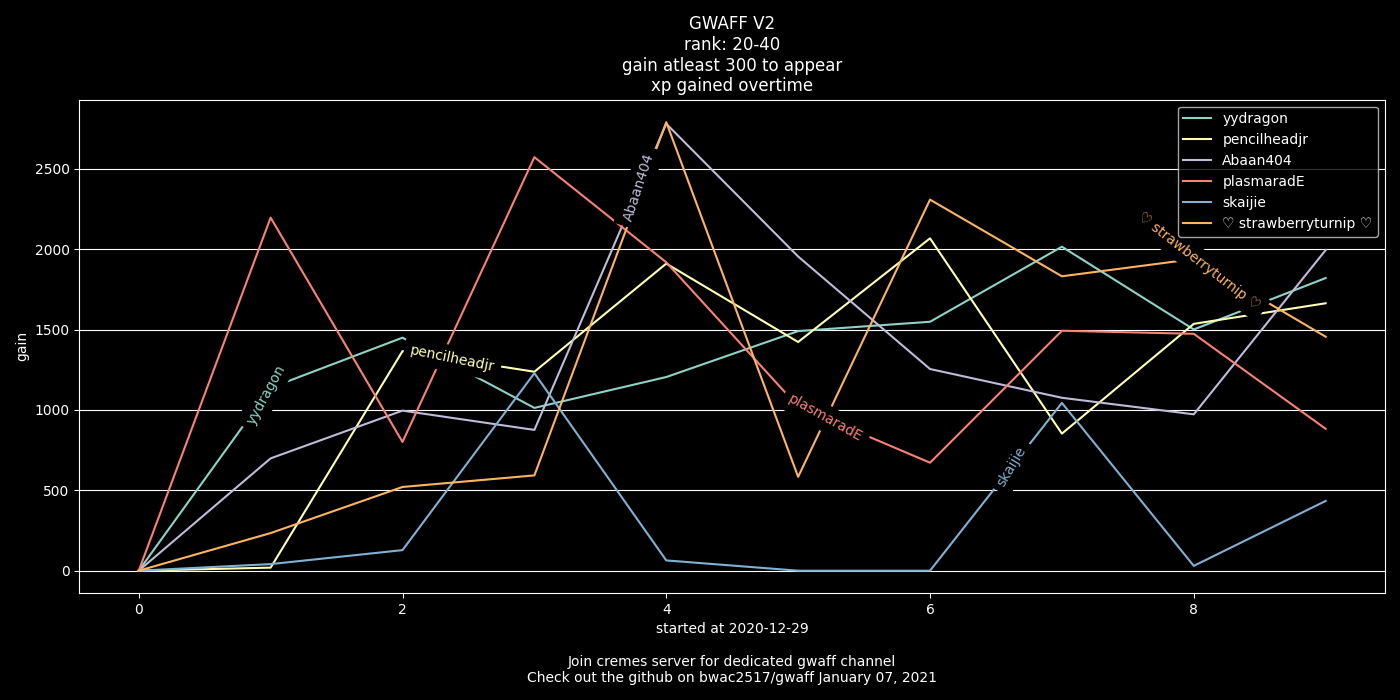 GWAFF V2
rank: 20-40
gain atleast 300 to appear
xp gained overtime
yydragon
pencilheadjr
Abaan404
plasmaradE
skaijie
♡ strawberryturnip ♡
2500
2000
1500
1000
500
0
gain
yydragon
pencilheadjr
Abaan404
plasmaradE
skaijie
♡ strawberryturnip ♡
0 2 4 6 8
started at 2020-12-29
Join cremes server for dedicated gwaff channel
Check out the github on bwac2517/gwaff January 07, 2021